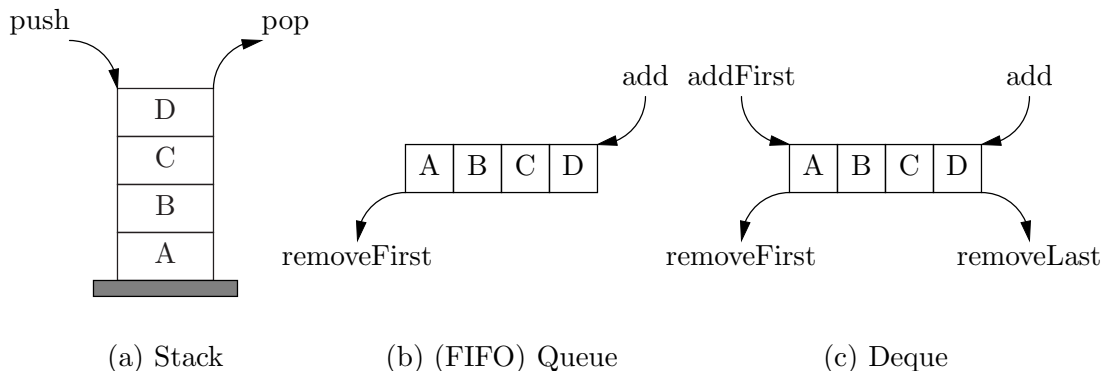 push
pop
D
C
B
A
(a) Stack
add
A B C D
removeFirst
(b) (FIFO) Queue
addFirst
add
A B C D
removeFirst
removeLast
(c) Deque